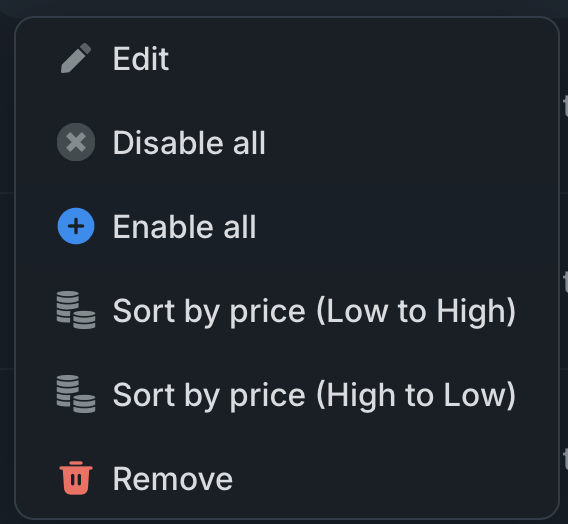 Edit
Disable all
Enable all
Sort by price (Low to High)
Sort by price (High to Low)
Remove